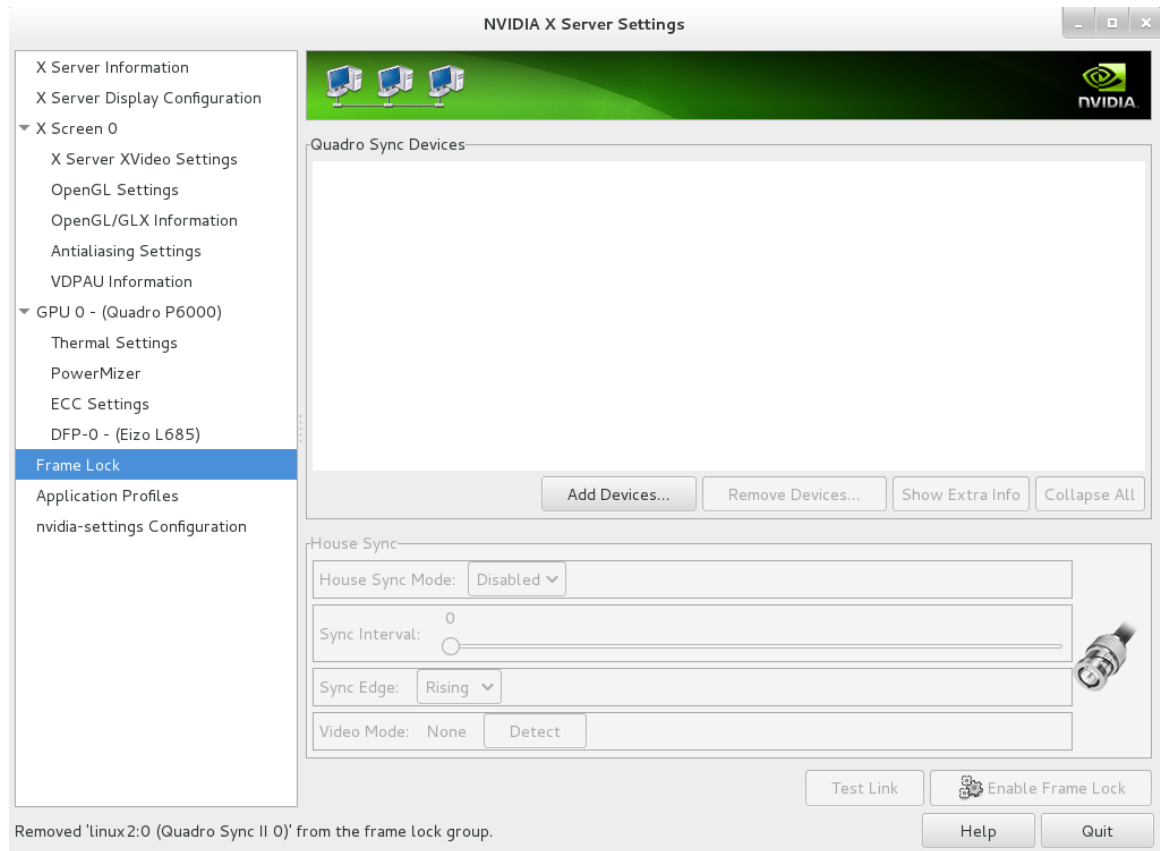 NVIDIA X Server Settings
X Server Information
X Server Display Configuration
X Screen 0
X Server XVideo Settings
OpenGL Settings
OpenGL/GLX Information
Antialiasing Settings
VDPAU Information
GPU 0 - (Quadro P6000)
Thermal Settings
PowerMizer
ECC Settings
DFP-0 - (Eizo L685)
Frame Lock
Application Profiles
nvidia-settings Configuration
NVIDIA.
Quadro Sync Devices
Add Devices... Remove Devices... Show Extra Info Collapse All
House Sync
House Sync Mode: Disabled
0
Sync Interval:
Sync Edge: Rising
Video Mode: None Detect
Test Link Enable Frame Lock
Removed 'linux2:0 (Quadro Sync II 0)' from the frame lock group.
Help Quit